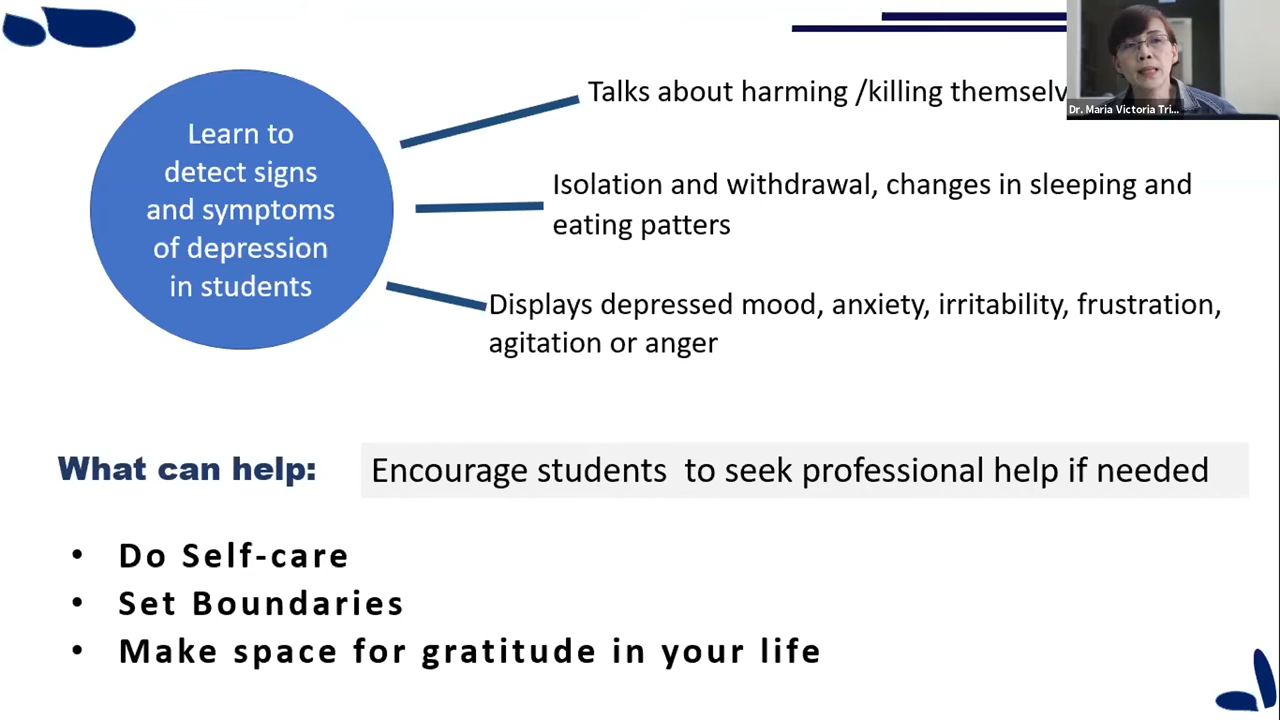 Learn to
detect signs
and symptoms
of depression
in students
Talks about harming /killing
Isolation and withdrawal, changes in sleeping and
eating patters
Displays depressed mood, anxiety, irritability, frustration,
agitation or anger
Dr. Maria Victoria Tri...
What can help:
Encourage students to seek professional help if needed
• Do Self-care
• Set Boundaries
• Make space for gratitude in your life